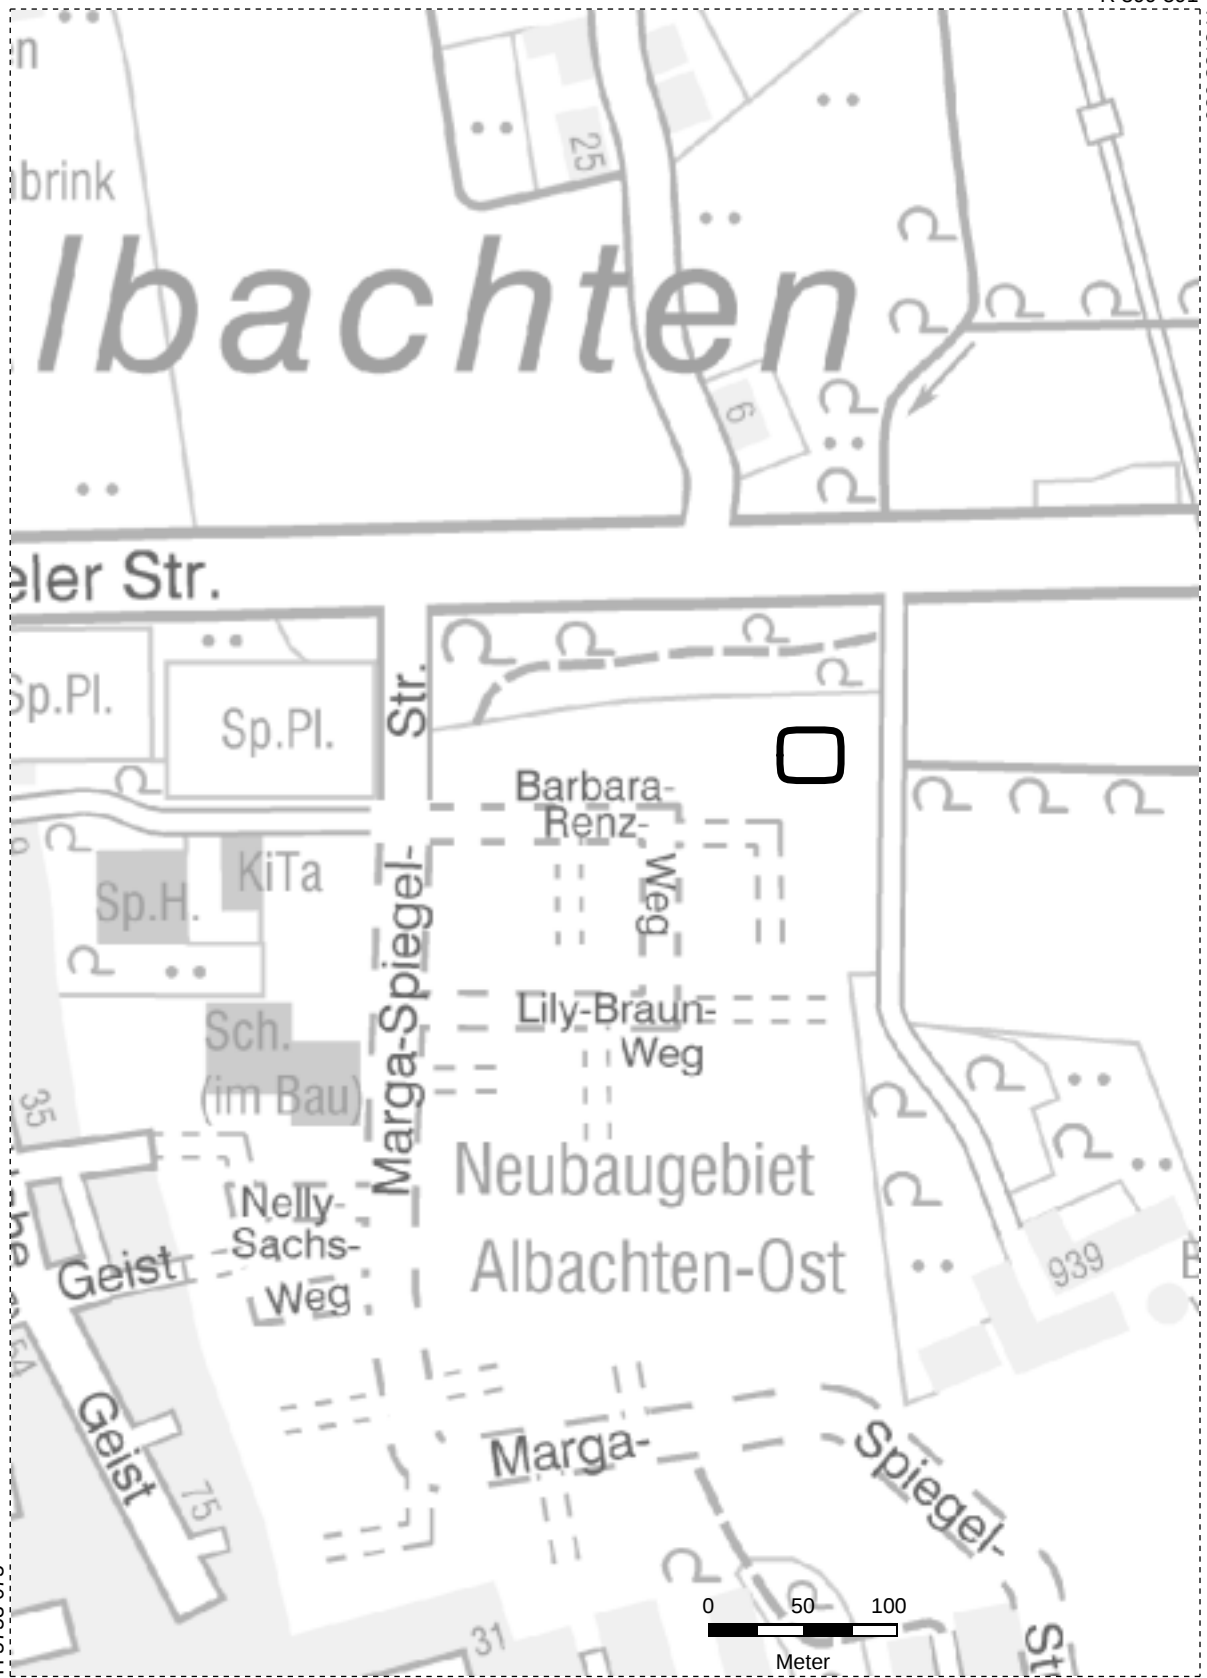 25
lbachten
6
eler Str.
Sp.Pl.
Sp.Pl.
Str.
Barbara-
Renz-
Weg
KiTa
Sp.H.
Marga-Spiegel-
Lily-Braun-
Weg
Sch.
(im Bau)
35
Neubaugebiet
Albachten-Ost
Nelly-
Sachs-
Weg
Geist
939
54
Geist
75
Marga-
Spiegel-
31
0 50 100
Meter